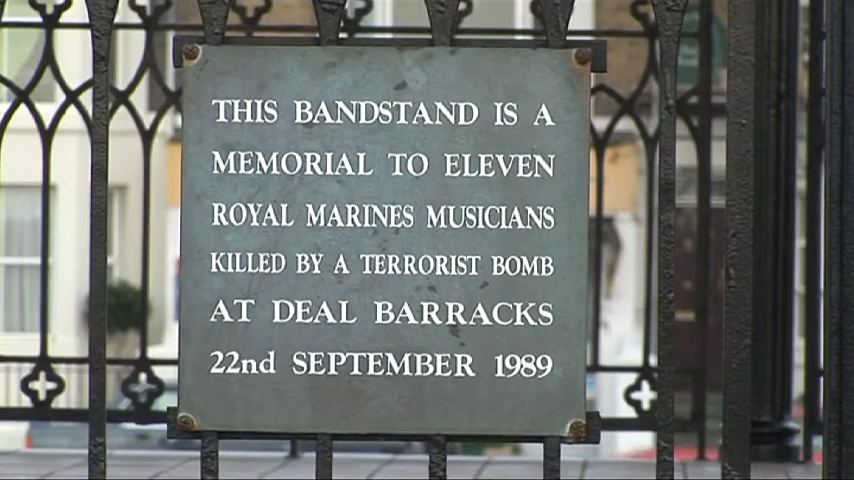 THIS BANDSTAND IS A
MEMORIAL TO ELEVEN
ROYAL MARINES MUSICIANS
KILLED BY A TERRORIST BOMB
AT DEAL BARRACKS
22nd SEPTEMBER 1989